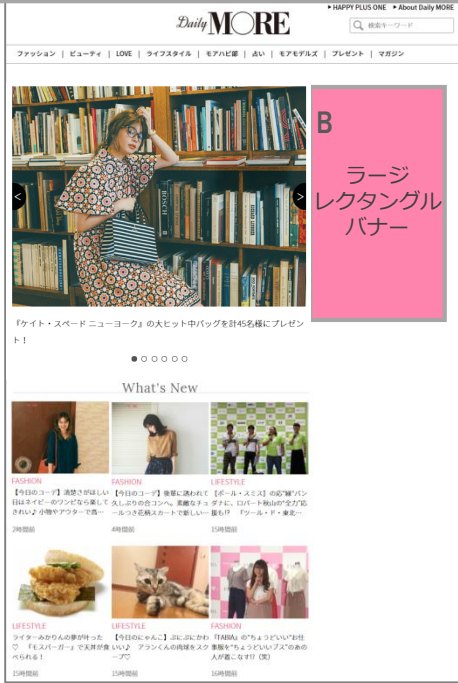 ▶ HAPPY PLUS ONE ▶ About Daily MORE
Daily MORE
検索キーワード
ファッション | ビューティ | LOVE | ライフスタイル | モアハピ部 | 占い | モアモデルズ | プレゼント | マガジン
B
ラージ
レクタングル
バナー
< >
『ケイト・スペード ニューヨーク』の大ヒット中バッグを計45名様にプレゼン
ト！
What's New
FASHION
【今日のコーデ】清楚さがほしい
日はネイビーのワンピなら楽して
きれい♪ 小物やアウターで高…
2時間前
FASHION
【今日のコーデ】後輩に誘われて
久しぶりの合コンへ。素敵なチュ
ールつき花柄スカートで新しい…
4時間前
LIFESTYLE
【ポール・スミス】の応"援"バン
ダナに、ロバート秋山の"全力"応
援も!? 『ツール・ド・東北…
15時間前
LIFESTYLE
ライターみかりんの夢が叶った
♡ 『モスバーガー』で天丼が食
べられる！
15時間前
LIFESTYLE
【今日のにゃんこ】ぷにぷにかわ
いい♪ アランくんの肉球をスク
ープ♡
15時間前
FASHION
『TABIA』の"ちょうどいい"お仕
事服を"ちょうどいいブス"のあの
人が着こなす!?（笑）
16時間前